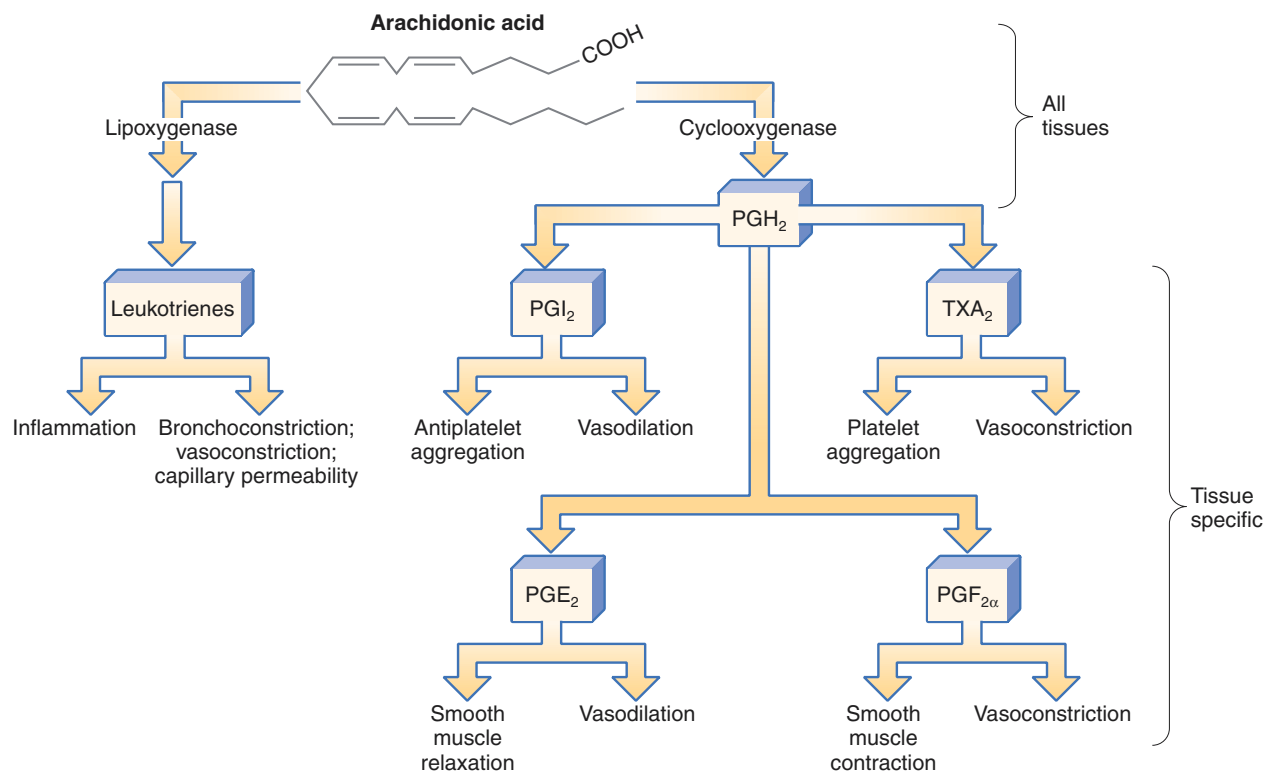 Arachidonic acid
COOH
Lipoxygenase
Cyclooxygenase
All
tissues
PGH2
Leukotrienes
PGI2
TXA2
Inflammation
Bronchoconstriction;
vasoconstriction;
capillary permeability
Antiplatelet
aggregation
Vasodilation
Platelet
aggregation
Vasoconstriction
Tissue
specific
PGE2
PGF2α
Smooth
muscle
relaxation
Vasodilation
Smooth
muscle
contraction
Vasoconstriction